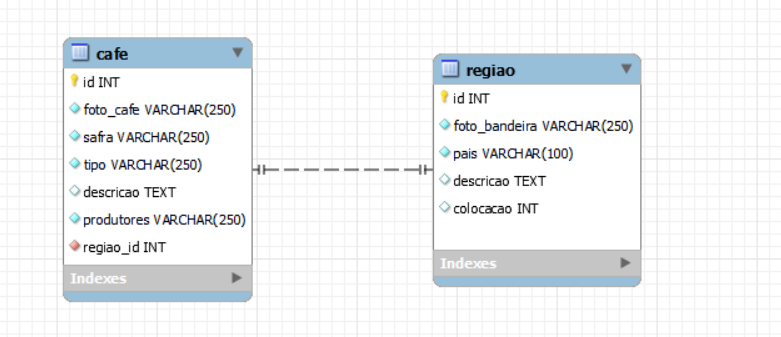 cafe
id INT
foto_cafe VARCHAR(250)
safra VARCHAR(250)
tipo VARCHAR(250)
descricao TEXT
produtores VARCHAR(250)
regiao_id INT
Indexes
regiao
id INT
foto_bandeira VARCHAR(250)
pais VARCHAR(100)
descricao TEXT
colocacao INT
Indexes